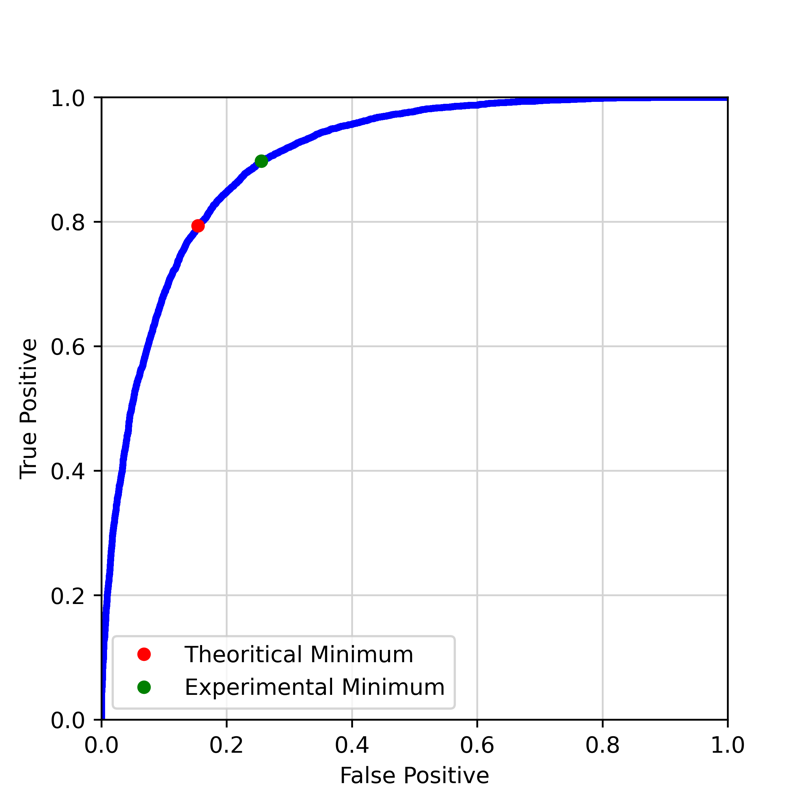 1.0
0.8
0.6
0.4
0.2
0.0
True Positive
Theoritical Minimum
Experimental Minimum
0.0 0.2 0.4 0.6 0.8 1.0
False Positive